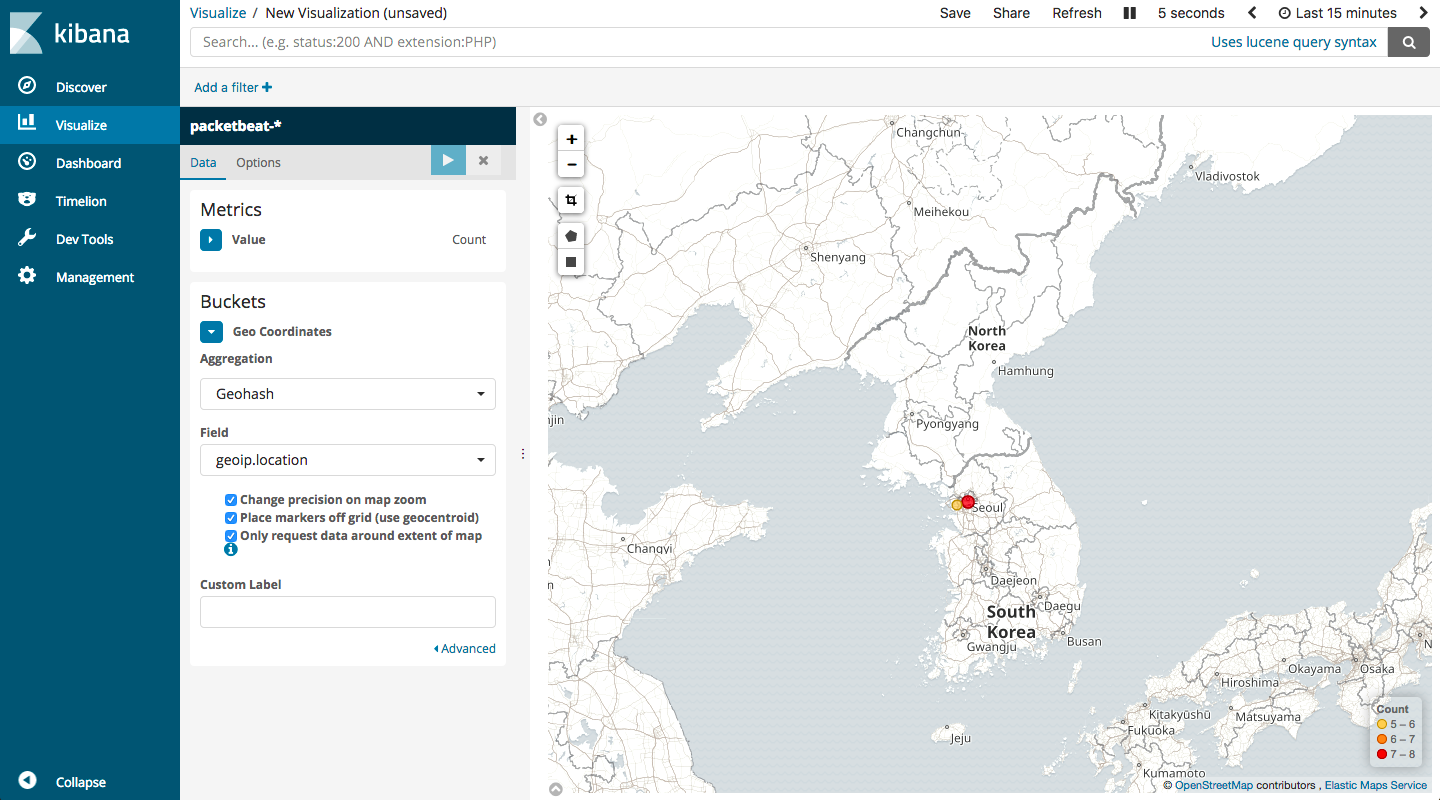 kibana
Discover
Visualize
Dashboard
Timelion
Dev Tools
Management
Collapse
Visualize / New Visualization (unsaved)
Save Share Refresh 5 seconds Last 15 minutes
Search... (e.g. status:200 AND extension:PHP)
Uses lucene query syntax
Add a filter +
packetbeat-*
Data Options
Metrics
Value Count
Buckets
Geo Coordinates
Aggregation
Geohash
Field
geoip.location
Change precision on map zoom
Place markers off grid (use geocentroid)
Only request data around extent of map
Custom Label
Advanced
+
−
Changchun
Vladivostok
Meihekou
Shenyang
North
Korea
Hamhung
jin
Pyongyang
Seoul
Changyi
Daejeon
Daegu
South
Korea
Gwangju
Busan
Okayama
Osaka
Hiroshima
Kitakyūshū
Matsuyama
Fukuoka
Jeju
Kumamoto
Count
5 – 6
6 – 7
7 – 8
© OpenStreetMap contributors , Elastic Maps Service